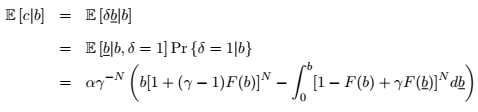 𝔼 [c|b] = 𝔼 [δb̲|b]
= 𝔼 [b̲|b, δ = 1] Pr {δ = 1|b}
= αγ^{−N} ( b[1 + (γ − 1)F(b)]^N − ∫_0^b [1 − F(b) + γF(b̲)]^N db̲ )